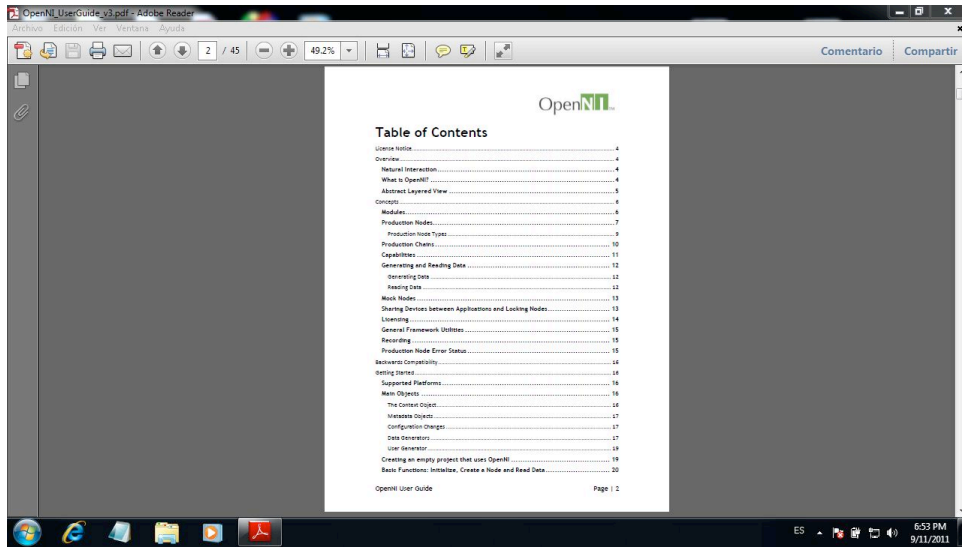 OpenNI_UserGuide_v3.pdf - Adobe Reader
Archivo Edición Ver Ventana Ayuda
2 / 45 49.2% Comentario Compartir
OpenNI
Table of Contents
License Notice 4
Overview 4
Natural Interaction 4
What is OpenNI? 4
Abstract Layered View 5
Concepts 6
Modules 6
Production Nodes 7
Production Node Types 9
Production Chains 10
Capabilities 11
Generating and Reading Data 12
Generating Data 12
Reading Data 12
Mock Nodes 13
Sharing Devices between Applications and Locking Nodes 13
Licensing 14
General Framework Utilities 15
Recording 15
Production Node Error Status 15
Backwards Compatibility 16
Getting Started 16
Supported Platforms 16
Main Objects 16
The Context Object 16
Metadata Objects 17
Configuration Changes 17
Data Generators 17
User Generator 19
Creating an empty project that uses OpenNI 19
Basic Functions: Initialize, Create a Node and Read Data 20
OpenNI User Guide Page | 2
ES 6:53 PM
9/11/2011